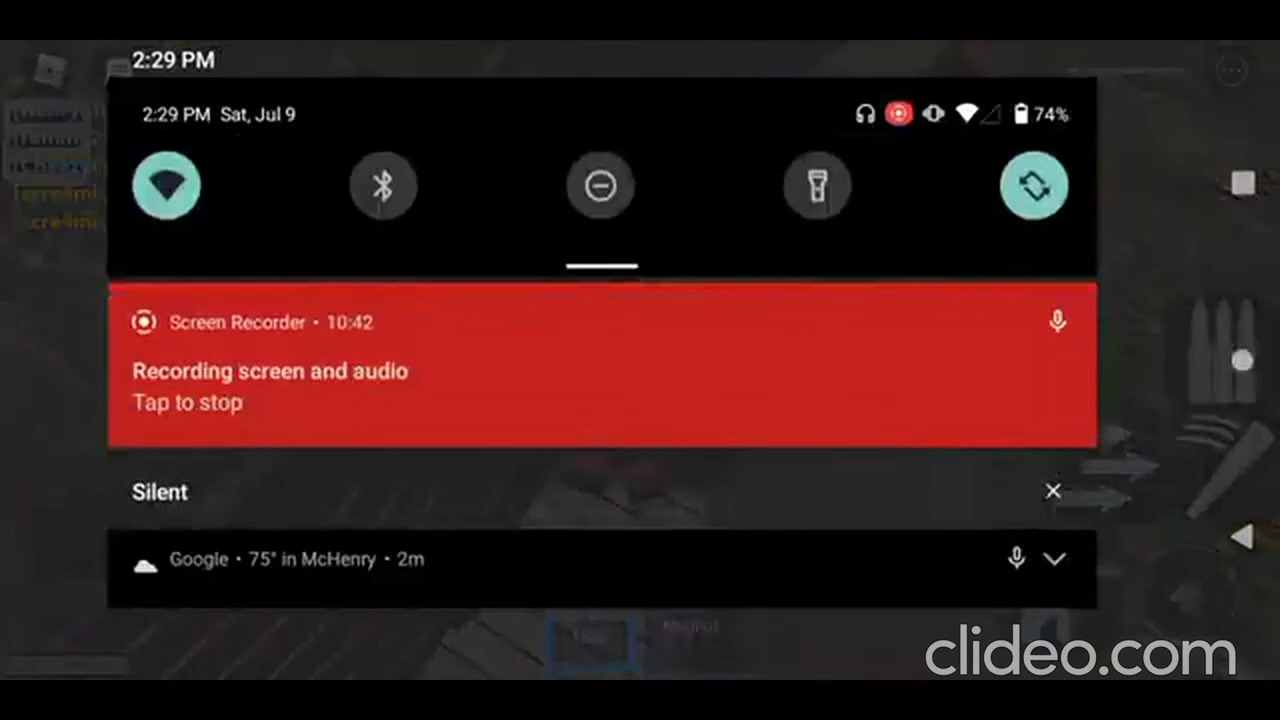 2:29 PM
2:29 PM Sat, Jul 9
74%
Screen Recorder • 10:42
Recording screen and audio
Tap to stop
Silent
Google • 75° in McHenry • 2m
clideo.com